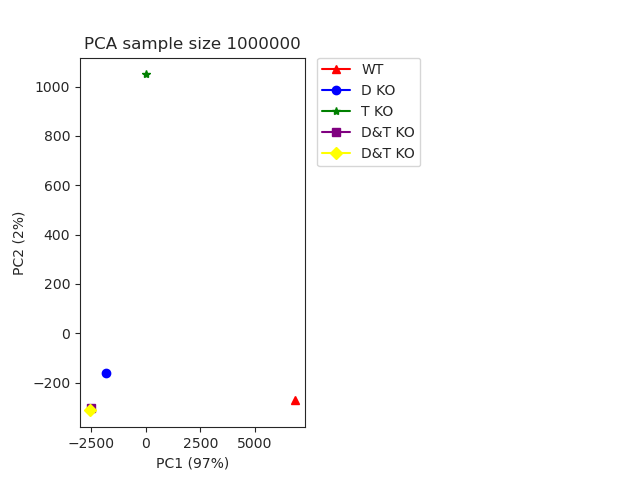 PCA sample size 1000000
WT
D KO
T KO
D&T KO
D&T KO
1000
800
600
400
200
0
−200
PC2 (2%)
−2500 0 2500 5000
PC1 (97%)